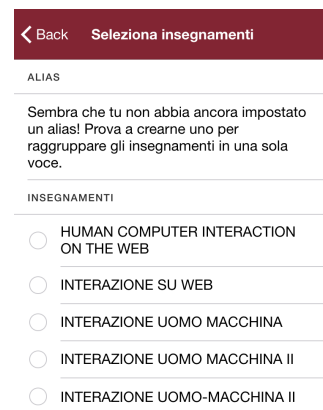 Back Seleziona insegnamenti
ALIAS
Sembra che tu non abbia ancora impostato
un alias! Prova a crearne uno per
raggruppare gli insegnamenti in una sola
voce.
INSEGNAMENTI
HUMAN COMPUTER INTERACTION
ON THE WEB
INTERAZIONE SU WEB
INTERAZIONE UOMO MACCHINA
INTERAZIONE UOMO MACCHINA II
INTERAZIONE UOMO-MACCHINA II